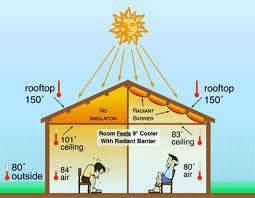 rooftop
150°
rooftop
150°
NO
INSULATION
RADIANT
BARRIER
101°
ceiling
Room Feels 9° Cooler
With Radiant Barrier
83°
ceiling
80°
outside
84°
air
80°
air
80°